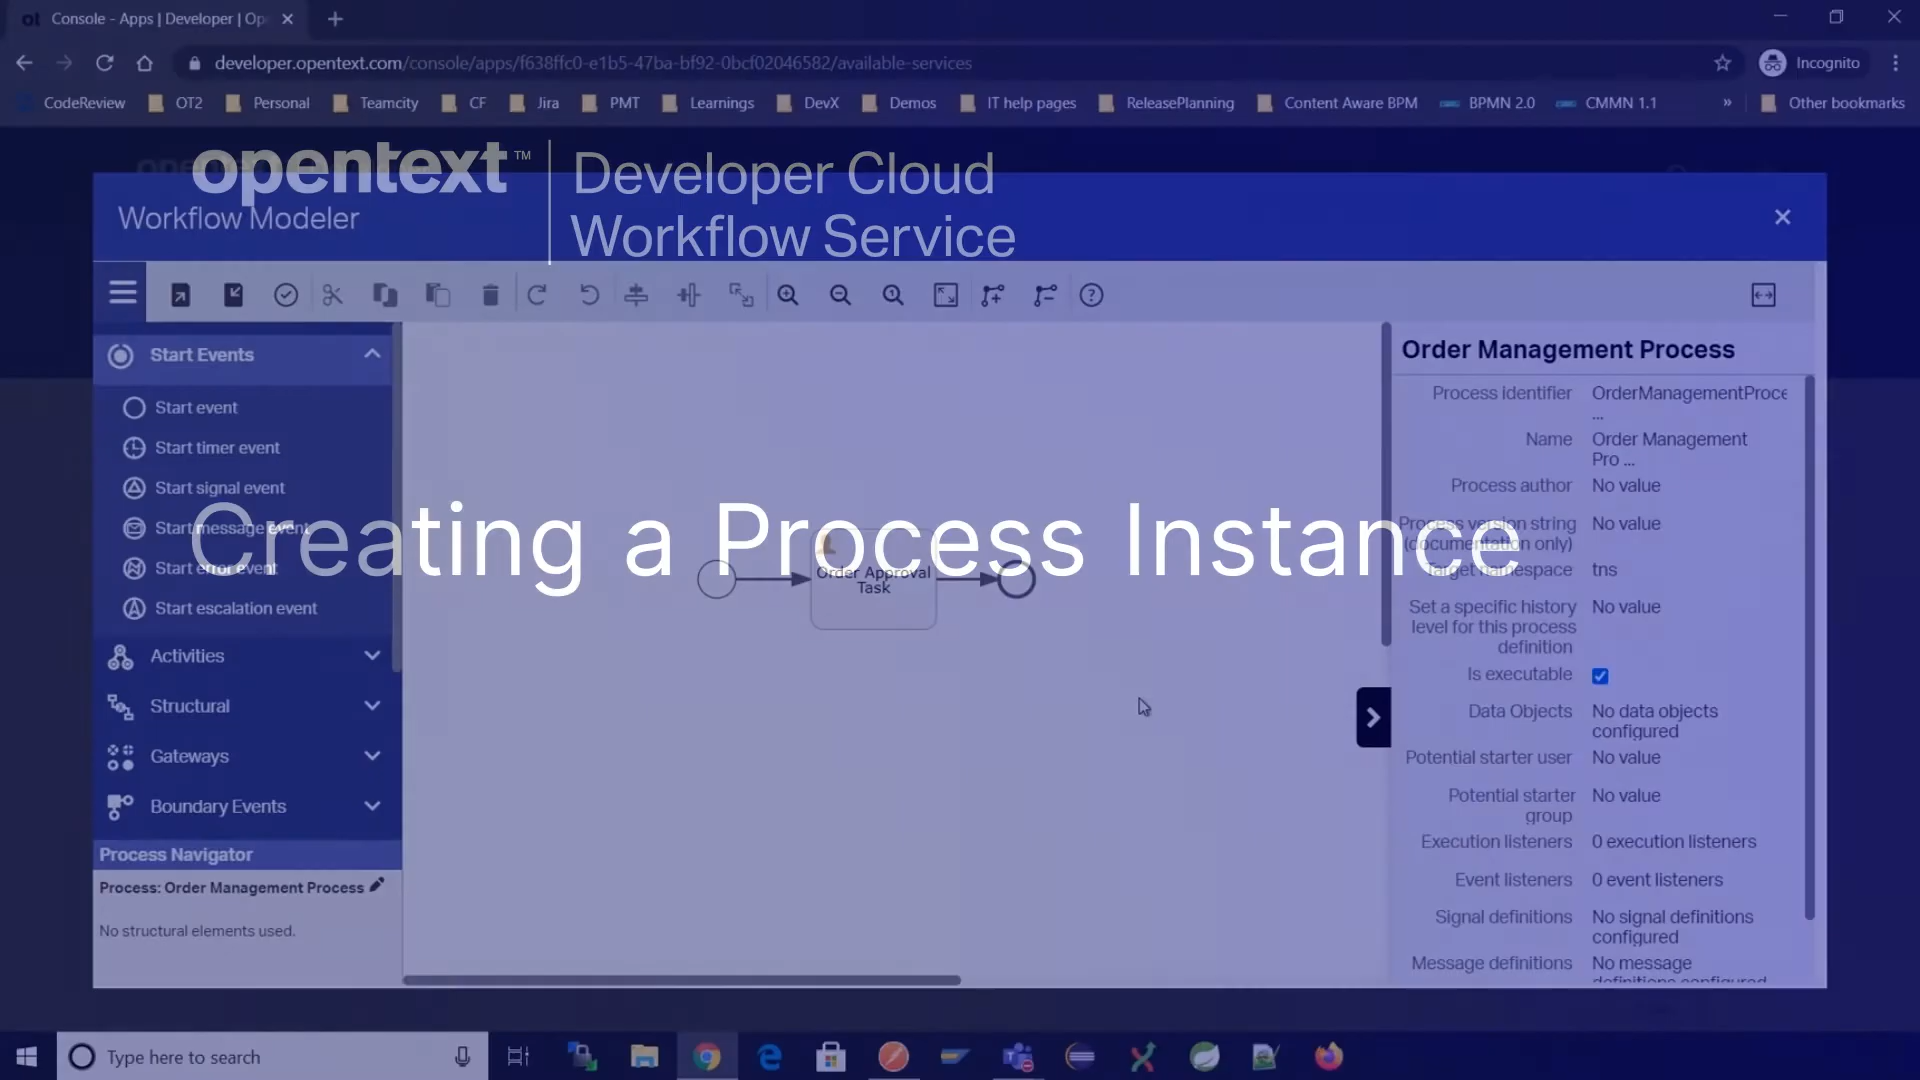 Console - Apps | Developer | Op
developer.opentext.com/console/apps/f638ffc0-e1b5-47ba-bf92-0bcf02046582/available-services
Incognito
CodeReview OT2 Personal Teamcity CF Jira PMT Learnings DevX Demos IT help pages ReleasePlanning Content Aware BPM BPMN 2.0 CMMN 1.1 » Other bookmarks
opentext™ Developer Cloud
Workflow Service
Workflow Modeler
Start Events
Start event
Start timer event
Start signal event
Start message event
Start error event
Start escalation event
Activities
Structural
Gateways
Boundary Events
Process Navigator
Process: Order Management Process
No structural elements used.
Creating a Process Instance
Order Approval
Task
Order Management Process
Process identifier OrderManagementProce
...
Name Order Management
Pro ...
Process author No value
Process version string No value
(documentation only)
Target namespace tns
Set a specific history No value
level for this process
definition
Is executable
Data Objects No data objects
configured
Potential starter user No value
Potential starter No value
group
Execution listeners 0 execution listeners
Event listeners 0 event listeners
Signal definitions No signal definitions
configured
Message definitions No message
definitions configured
Type here to search